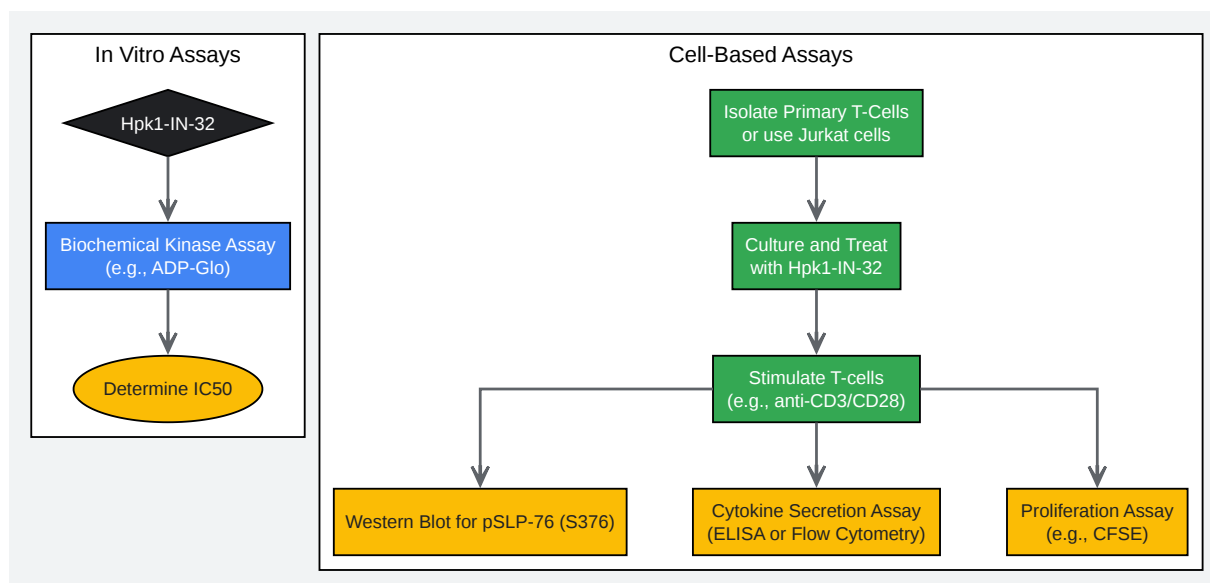 In Vitro Assays
Hpk1-IN-32
Biochemical Kinase Assay
(e.g., ADP-Glo)
Determine IC50
Cell-Based Assays
Isolate Primary T-Cells
or use Jurkat cells
Culture and Treat
with Hpk1-IN-32
Stimulate T-cells
(e.g., anti-CD3/CD28)
Western Blot for pSLP-76 (S376)
Cytokine Secretion Assay
(ELISA or Flow Cytometry)
Proliferation Assay
(e.g., CFSE)